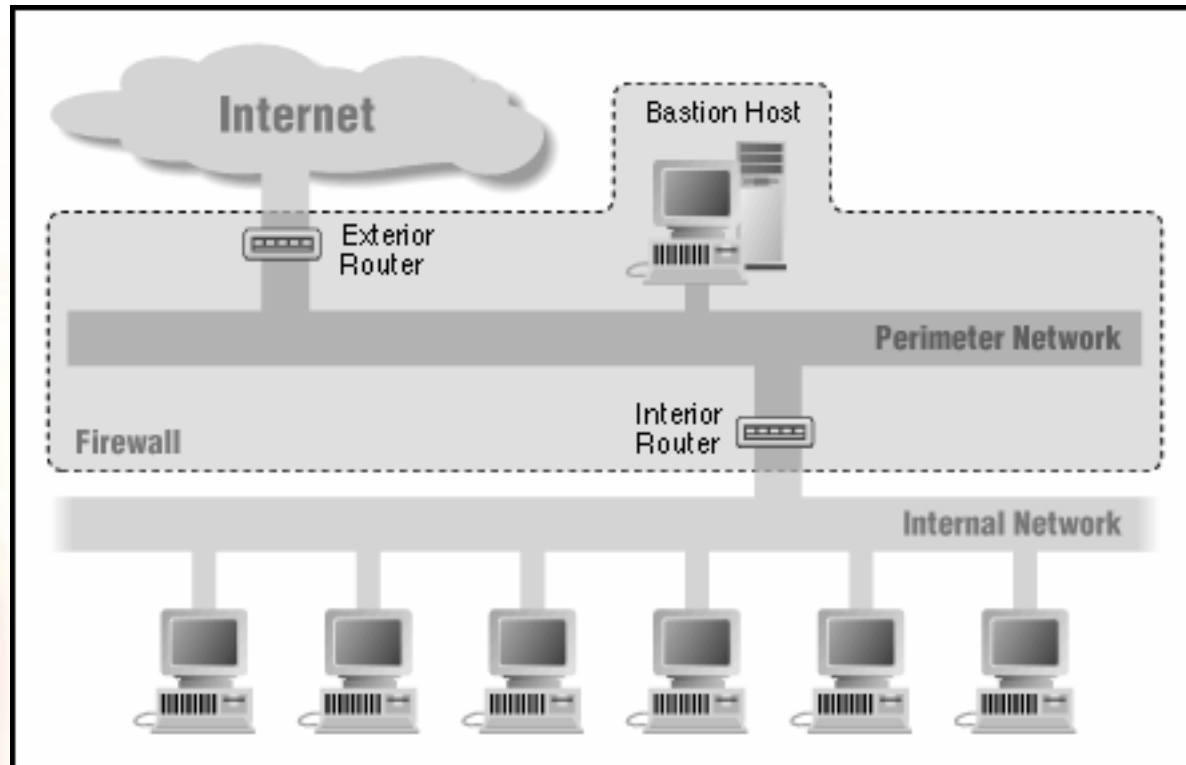 Internet
Bastion Host
Exterior
Router
Perimeter Network
Interior
Router
Firewall
Internal Network